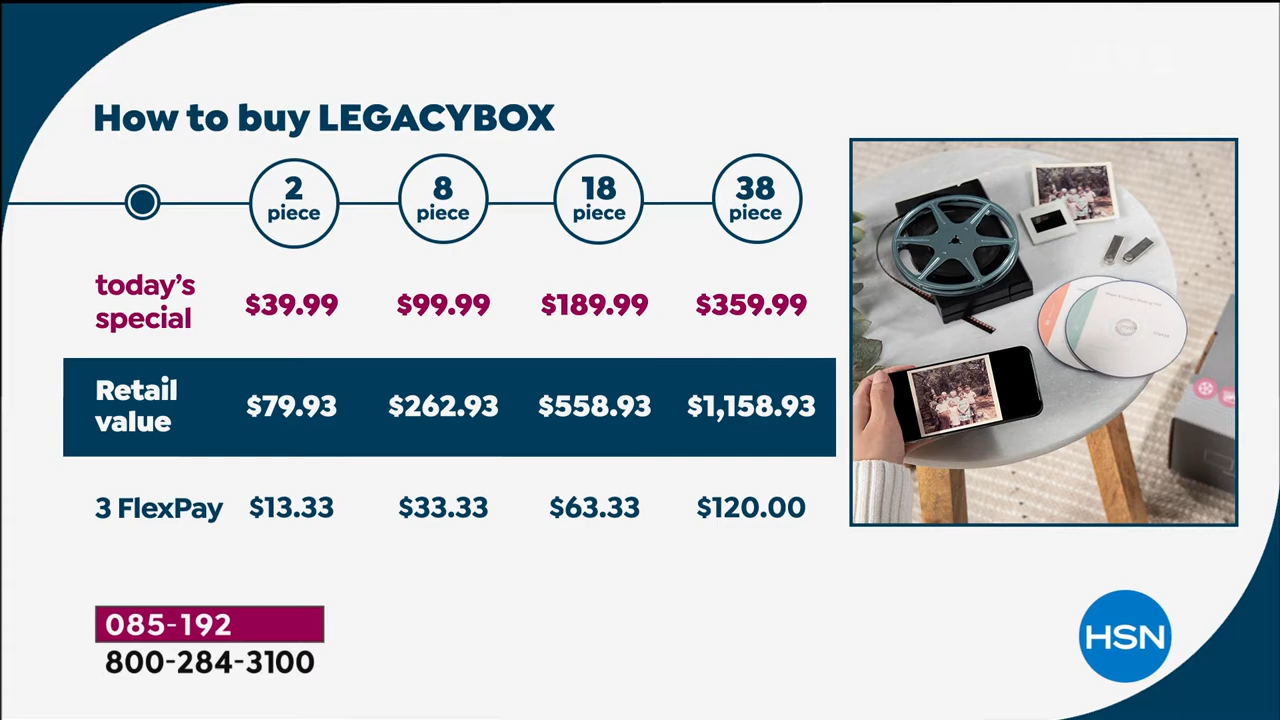 How to buy LEGACYBOX
2 piece
8 piece
18 piece
38 piece
today's special
$39.99 $99.99 $189.99 $359.99
Retail value
$79.93 $262.93 $558.93 $1,158.93
3 FlexPay $13.33 $33.33 $63.33 $120.00
085-192
800-284-3100
HSN